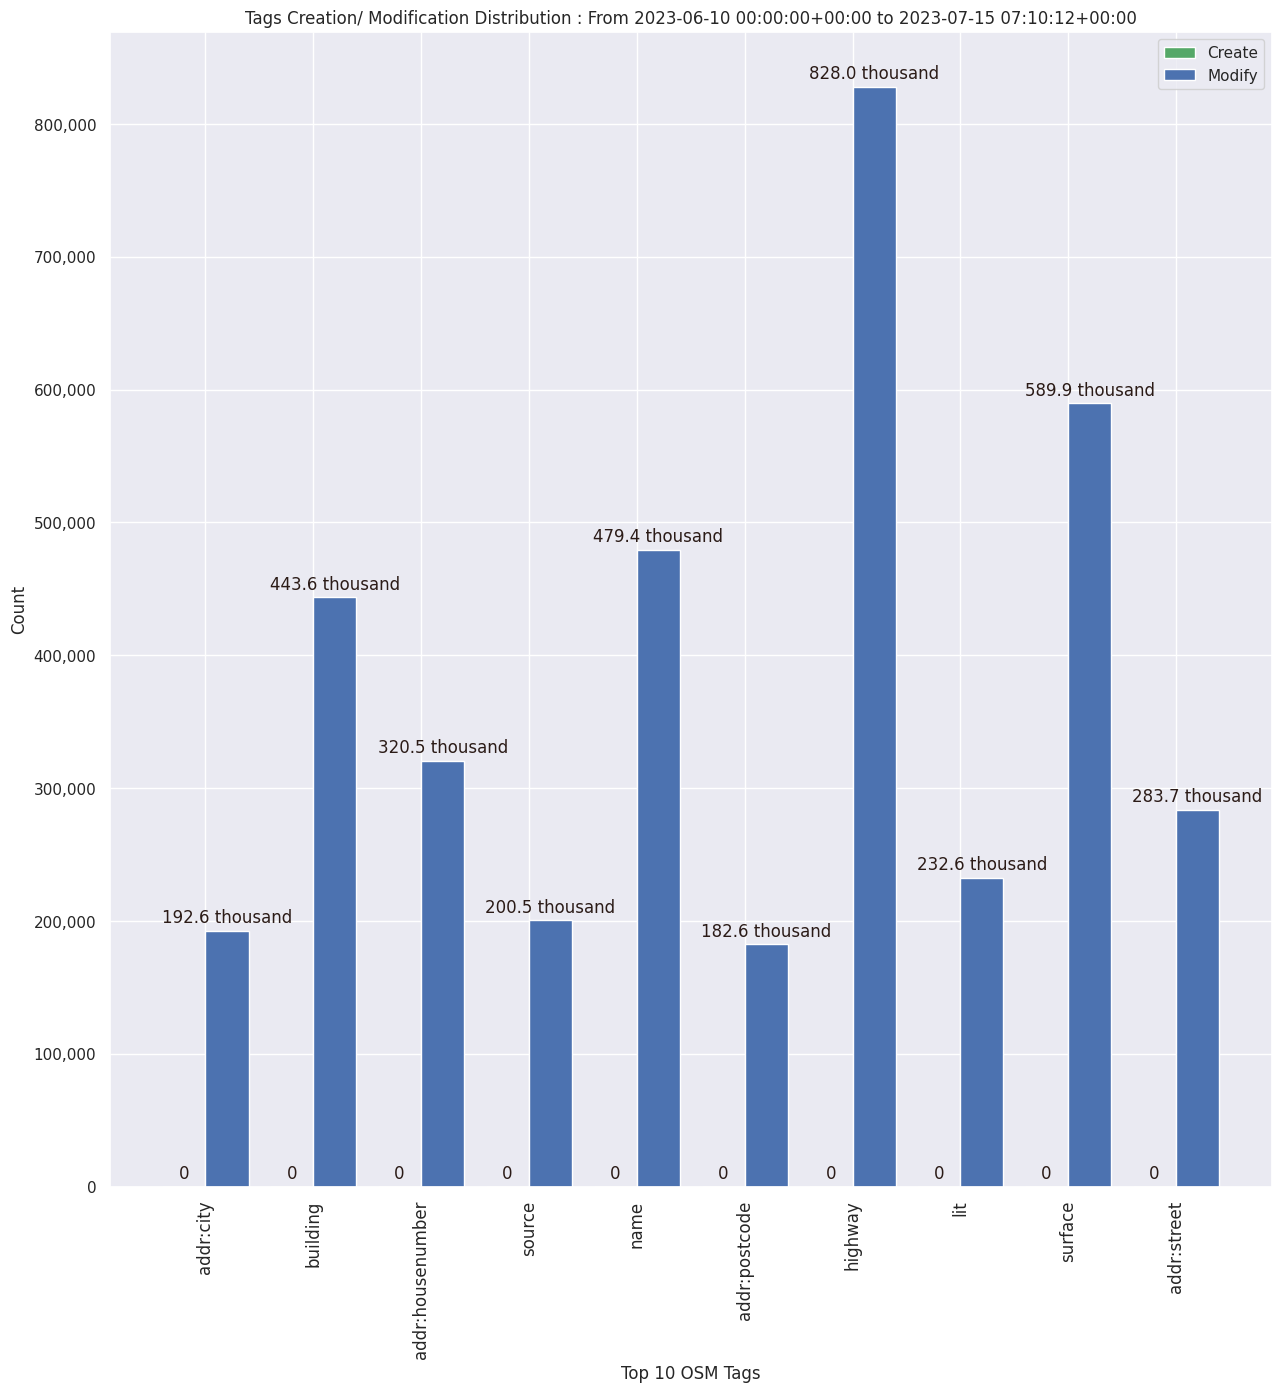 Tags Creation/ Modification Distribution : From 2023-06-10 00:00:00+00:00 to 2023-07-15 07:10:12+00:00
Create
Modify
828.0 thousand
800,000
700,000
600,000
589.9 thousand
500,000
479.4 thousand
443.6 thousand
400,000
320.5 thousand
300,000
283.7 thousand
232.6 thousand
200,000
192.6 thousand
200.5 thousand
182.6 thousand
100,000
0
0 0 0 0 0 0 0 0 0 0
Count
addr:city
building
addr:housenumber
source
name
addr:postcode
highway
lit
surface
addr:street
Top 10 OSM Tags